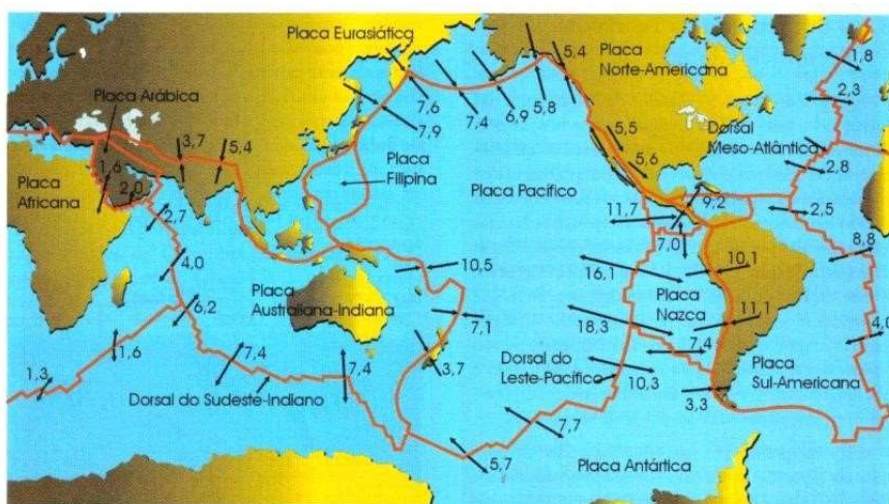 Placa Eurasiática
5,4
Placa
Norte-Americana
1,8
Placa Arábica
7,6
7,4
6,9
5,8
2,3
7,9
3,7
5,4
5,5
Dorsal
Meso-Atlântica
Placa
Filipina
5,6
2,8
1,6
Placa
Africana
2,0
Placa Pacífico
9,2
2,7
11,7
2,5
7,0
8,8
4,0
10,5
16,1
10,1
Placa
Australiana-Indiana
Placa
Nazca
6,2
7,1
18,3
11,1
7,4
4,0
1,6
7,4
7,4
3,7
Dorsal do
Leste-Pacífico
10,3
Placa
Sul-Americana
1,3
Dorsal do Sudeste-Indiano
3,3
7,7
5,7
Placa Antártica